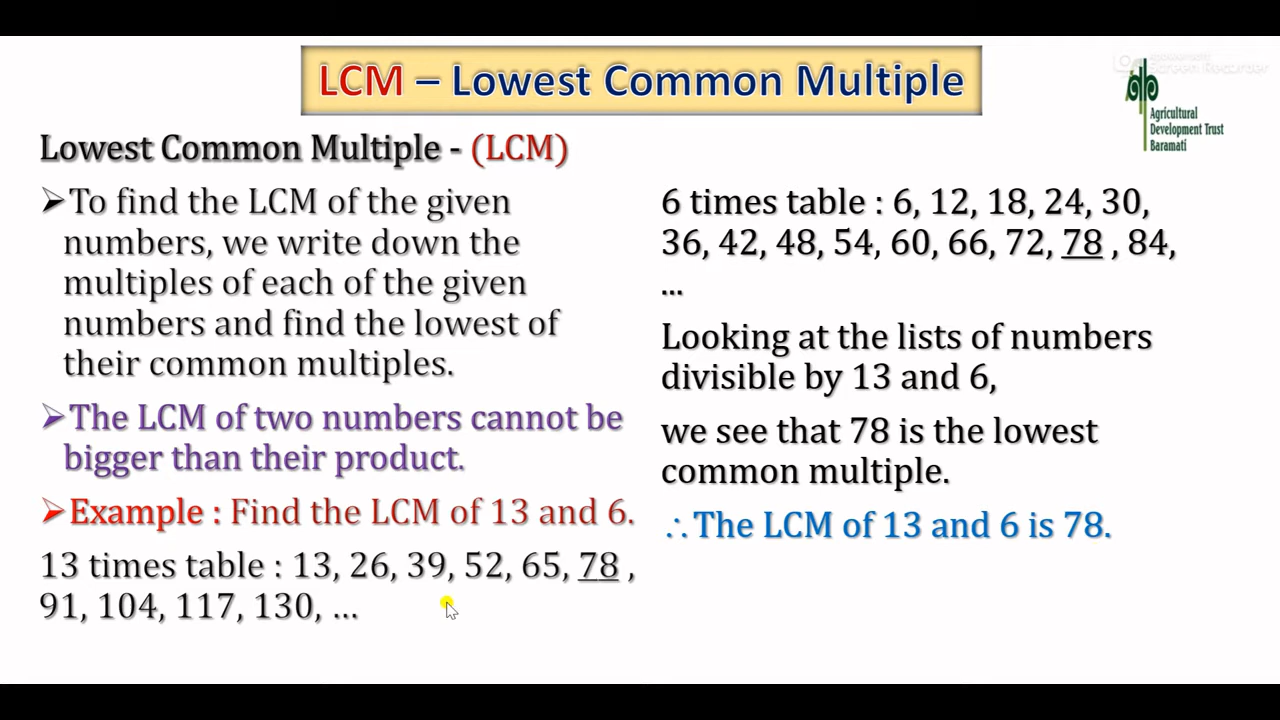 LCM – Lowest Common Multiple
Agricultural
Development Trust
Baramati
Lowest Common Multiple - (LCM)
➢To find the LCM of the given
numbers, we write down the
multiples of each of the given
numbers and find the lowest of
their common multiples.
➢The LCM of two numbers cannot be
bigger than their product.
➢Example : Find the LCM of 13 and 6.
13 times table : 13, 26, 39, 52, 65, 78 ,
91, 104, 117, 130, ...
6 times table : 6, 12, 18, 24, 30,
36, 42, 48, 54, 60, 66, 72, 78 , 84,
...
Looking at the lists of numbers
divisible by 13 and 6,
we see that 78 is the lowest
common multiple.
∴The LCM of 13 and 6 is 78.
Screen Recorder